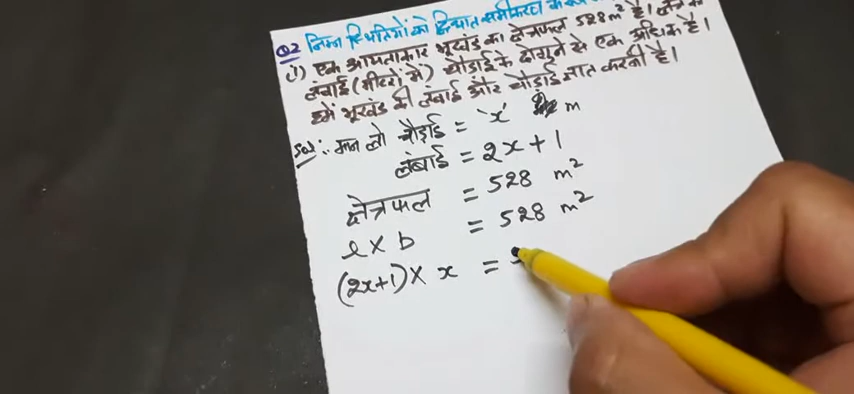 Q2 निम्न स्थितियों को द्विघात समीकरण के
(i) एक आयताकार भूखंड का क्षेत्रफल 528m² है। क्षेत्र के
लंबाई (मीटरों में) चौड़ाई के दोगुने से एक अधिक है।
हमें भूखंड की लंबाई और चौड़ाई ज्ञात करनी है।
Sol:- मान लो चौड़ाई = 'x' m
लंबाई = 2x+1
क्षेत्रफल = 528 m²
l x b = 528 m²
(2x+1) x x =